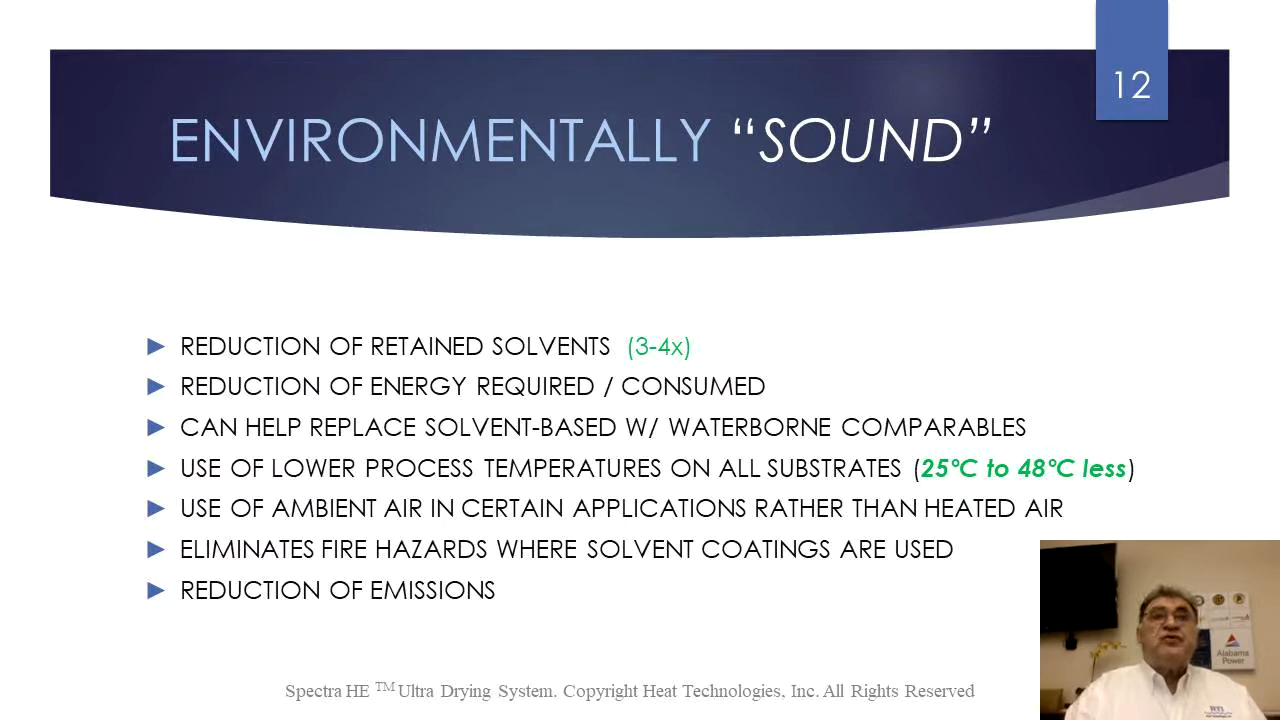 12
ENVIRONMENTALLY “SOUND”
REDUCTION OF RETAINED SOLVENTS (3-4x)
REDUCTION OF ENERGY REQUIRED / CONSUMED
CAN HELP REPLACE SOLVENT-BASED W/ WATERBORNE COMPARABLES
USE OF LOWER PROCESS TEMPERATURES ON ALL SUBSTRATES (25°C to 48°C less)
USE OF AMBIENT AIR IN CERTAIN APPLICATIONS RATHER THAN HEATED AIR
ELIMINATES FIRE HAZARDS WHERE SOLVENT COATINGS ARE USED
REDUCTION OF EMISSIONS
Alabama
Power
Spectra HE TM Ultra Drying System. Copyright Heat Technologies, Inc. All Rights Reserved